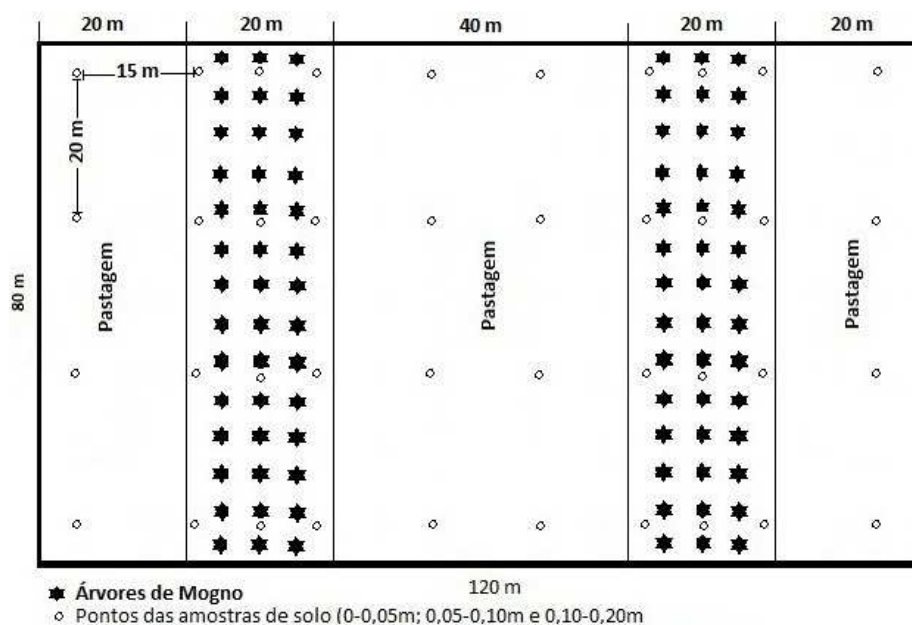 20 m 20 m 40 m 20 m 20 m
15 m
20 m
80 m
Pastagem
Pastagem
Pastagem
Árvores de Mogno
120 m
Pontos das amostras de solo (0-0,05m; 0,05-0,10m e 0,10-0,20m